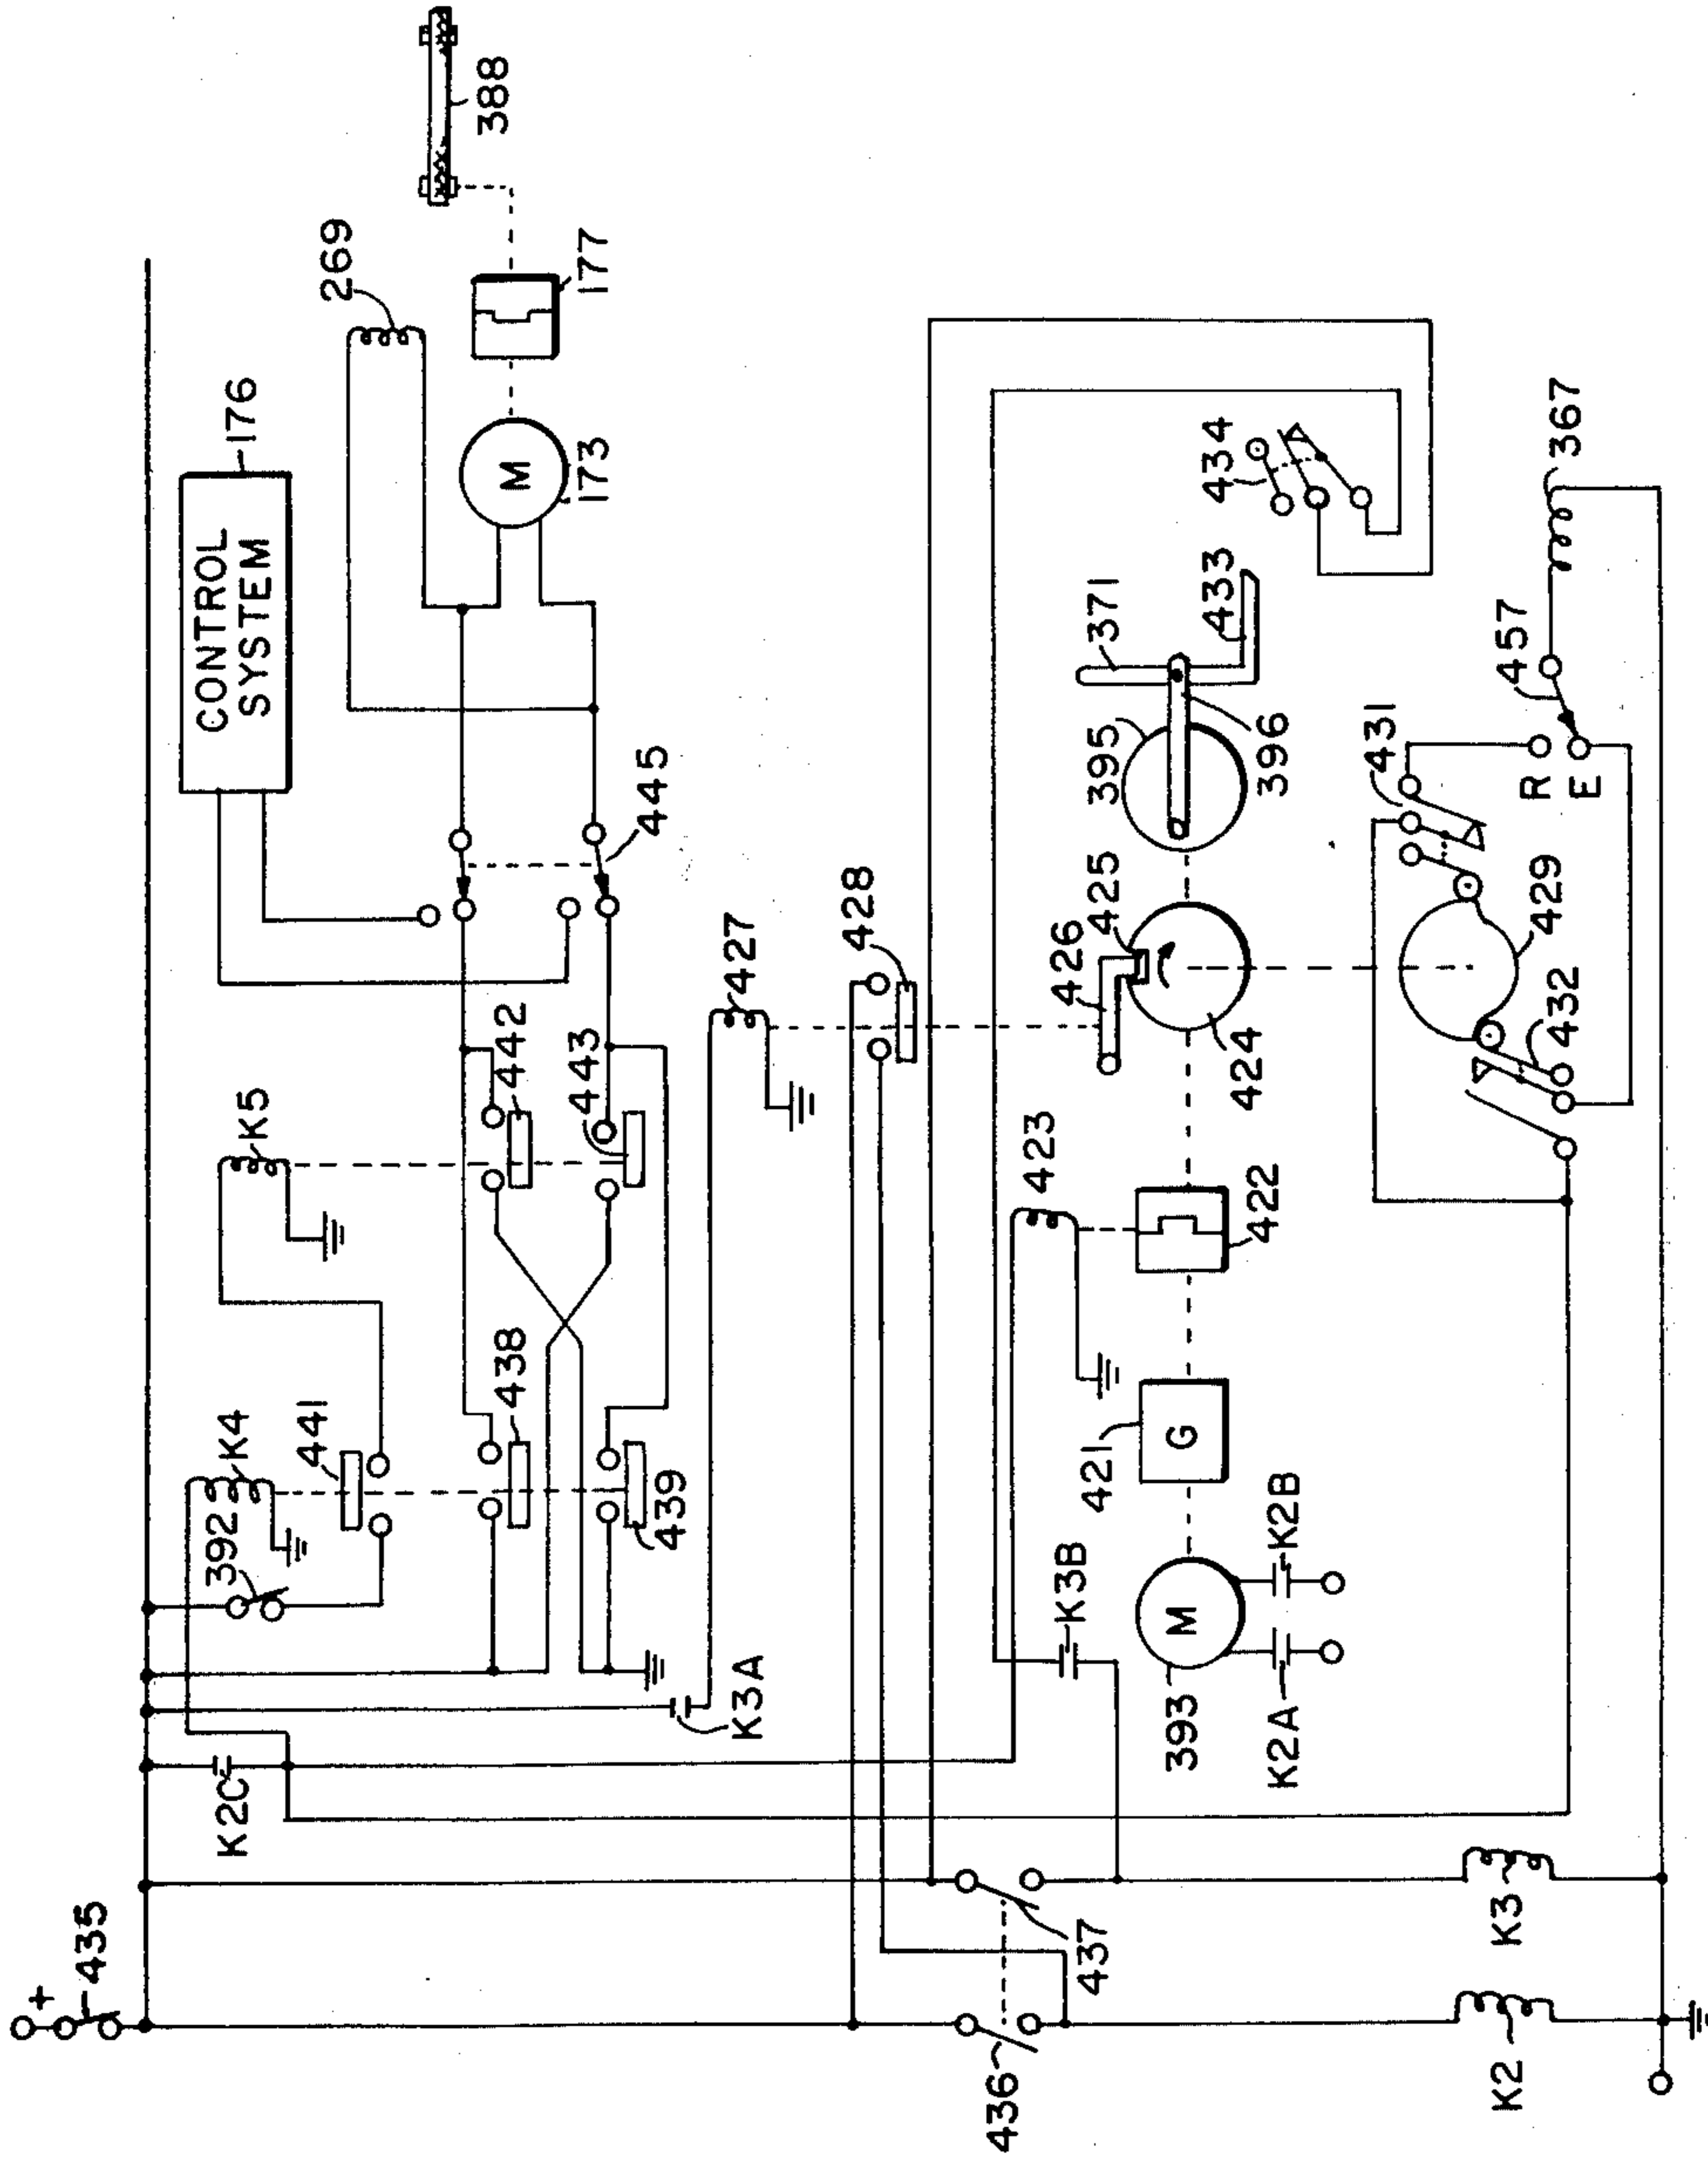 +
435
K2C
K4
392
441
K5
CONTROL
SYSTEM
176
269
388
438
442
445
M
173
177
439
443
K3A
427
428
436
437
K3B
423
426
425
395
371
434
433
393
M
421
G
422
424
396
K2A
K2B
432
429
431
457
R
E
367
K2
K3